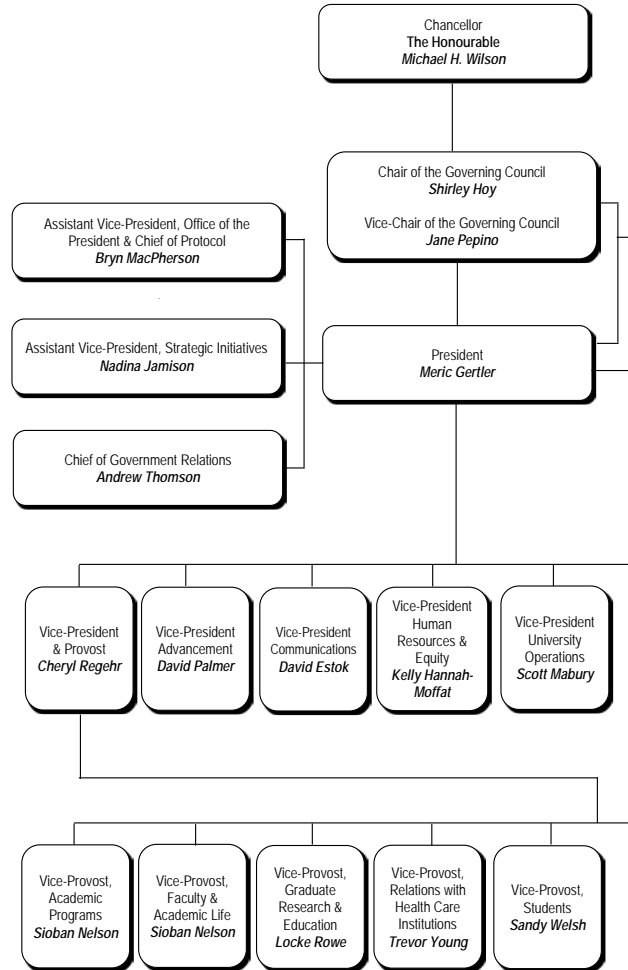 Chancellor
The Honourable
Michael H. Wilson
Chair of the Governing Council
Shirley Hoy
Vice-Chair of the Governing Council
Jane Pepino
Assistant Vice-President, Office of the
President & Chief of Protocol
Bryn MacPherson
Assistant Vice-President, Strategic Initiatives
Nadina Jamison
President
Meric Gertler
Chief of Government Relations
Andrew Thomson
Vice-President
& Provost
Cheryl Regehr
Vice-President
Advancement
David Palmer
Vice-President
Communications
David Estok
Vice-President
Human
Resources &
Equity
Kelly Hannah-
Moffat
Vice-President
University
Operations
Scott Mabury
Vice-Provost,
Academic
Programs
Sioban Nelson
Vice-Provost,
Faculty &
Academic Life
Sioban Nelson
Vice-Provost,
Graduate
Research &
Education
Locke Rowe
Vice-Provost,
Relations with
Health Care
Institutions
Trevor Young
Vice-Provost,
Students
Sandy Welsh